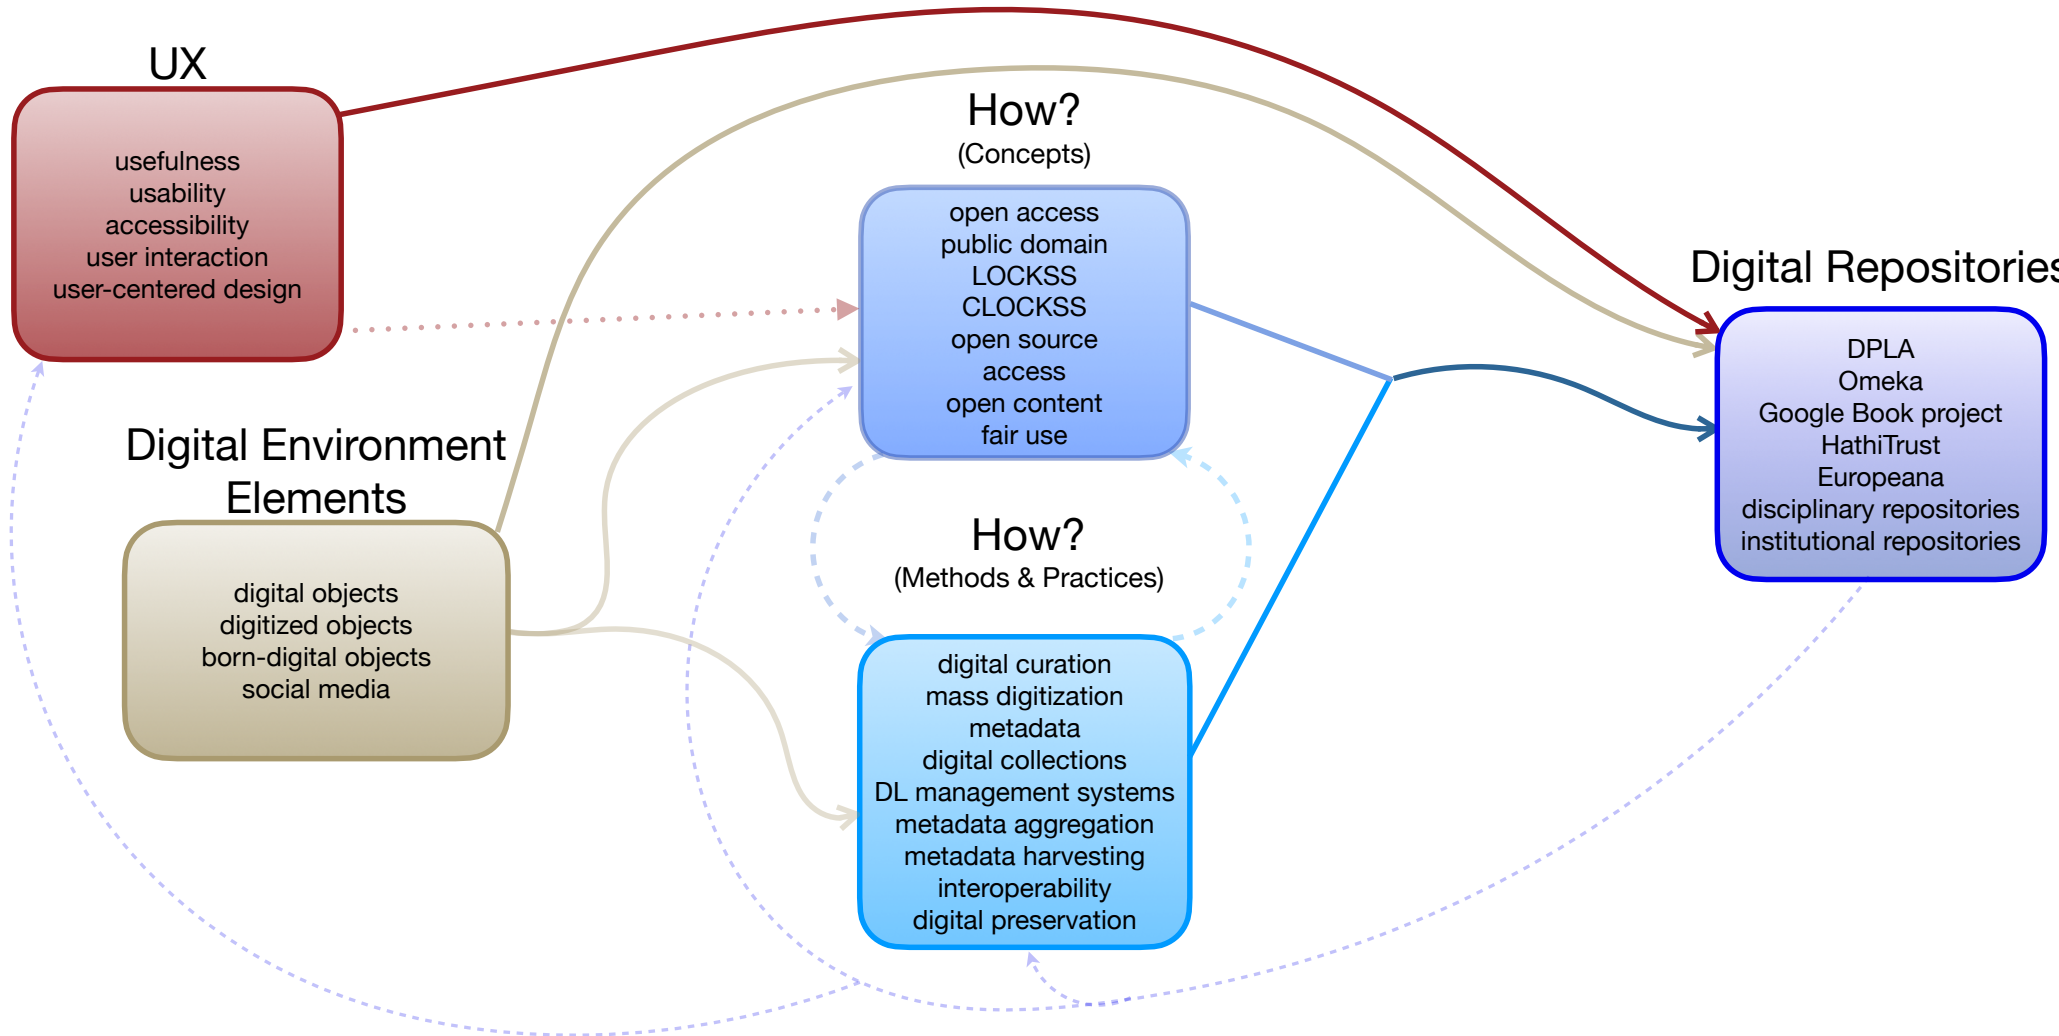 UX
usefulness
usability
accessibility
user interaction
user-centered design
Digital Environment
Elements
digital objects
digitized objects
born-digital objects
social media
How?
(Concepts)
open access
public domain
LOCKSS
CLOCKSS
open source
access
open content
fair use
How?
(Methods & Practices)
digital curation
mass digitization
metadata
digital collections
DL management systems
metadata aggregation
metadata harvesting
interoperability
digital preservation
Digital Repositories
DPLA
Omeka
Google Book project
HathiTrust
Europeana
disciplinary repositories
institutional repositories